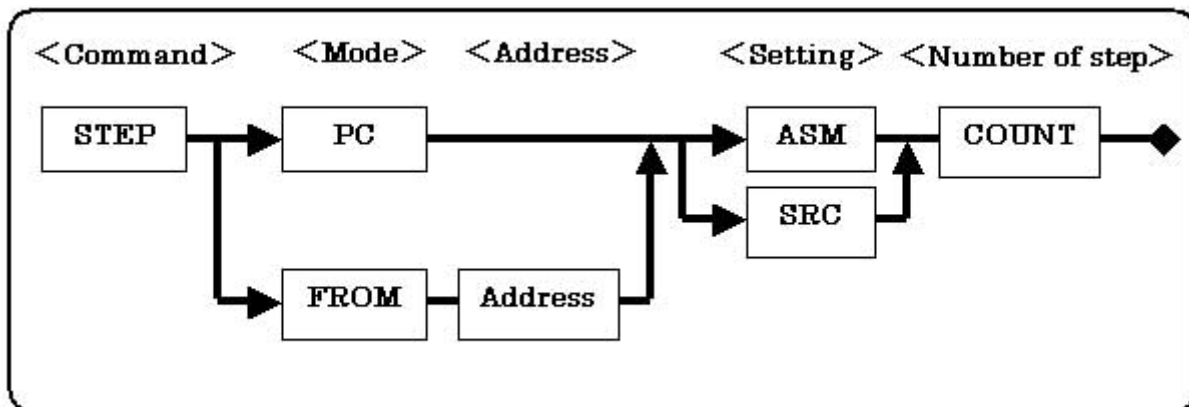 <Command> <Mode> <Address> <Setting> <Number of step>
STEP PC ASM COUNT
SRC
FROM Address